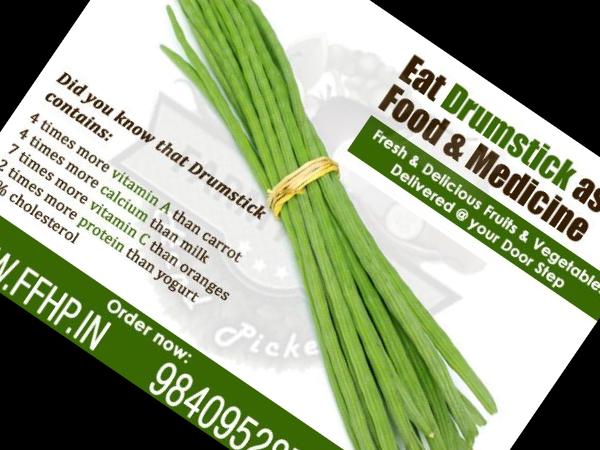 Eat Drumstick as
Food & Medicine
Fresh & Delicious Fruits & Vegetables
Delivered @ your Door Step
Did you know that Drumstick
contains:
4 times more vitamin A than carrot
4 times more calcium than milk
7 times more vitamin C than oranges
2 times more protein than yogurt
% cholesterol
W.FFHP.IN
Order now:
98409528
Picke